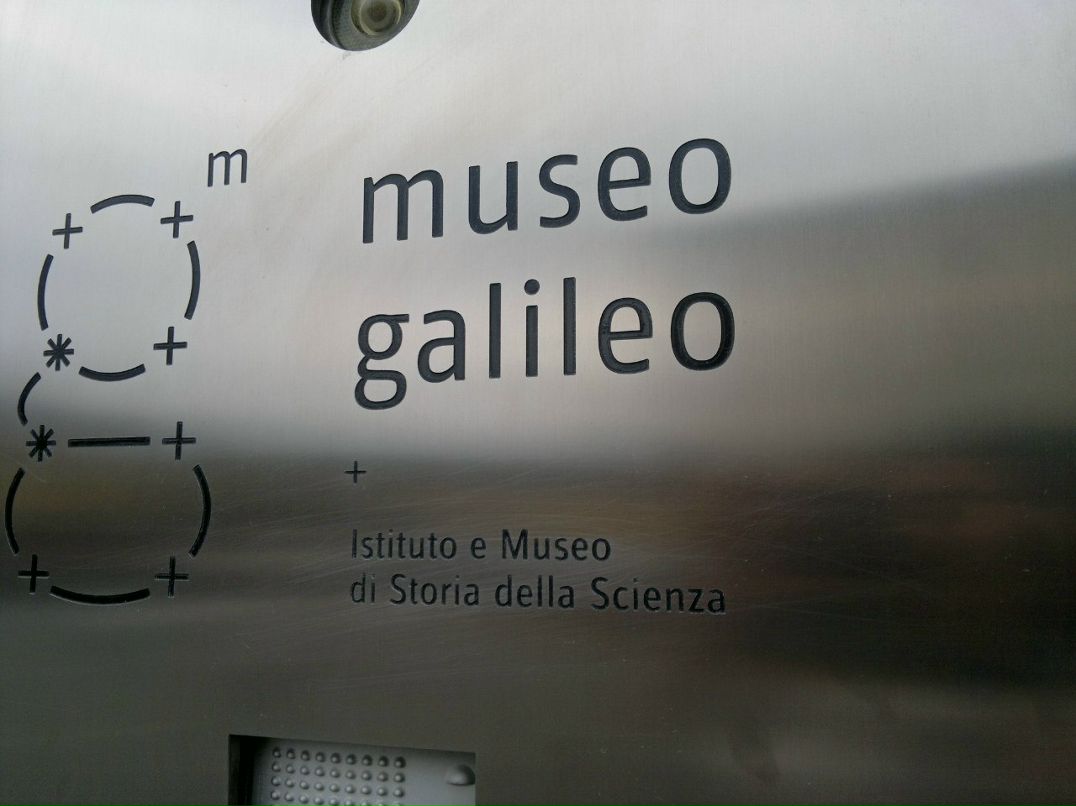 m
museo
galileo
+
Istituto e Museo
di Storia della Scienza